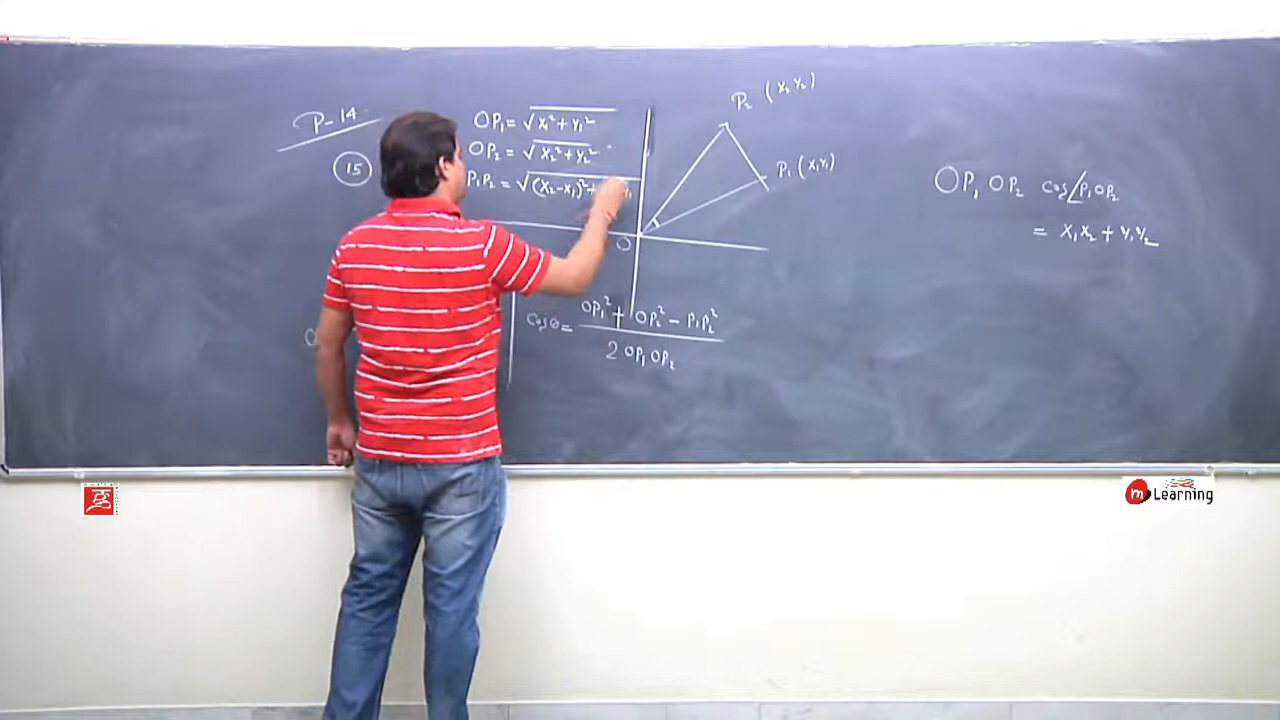 P-14
15
OP₁ = √x₁² + y₁²
OP₂ = √x₂² + y₂²
P₁P₂ = √(x₂-x₁)² +
P₂ (x₂ y₂)
P₁ (x₁ y₁)
O
cos θ = OP₁² + OP₂² - P₁P₂² / 2 OP₁ OP₂
OP₁ OP₂ cos∠P₁OP₂
= x₁x₂ + y₁y₂
m Learning